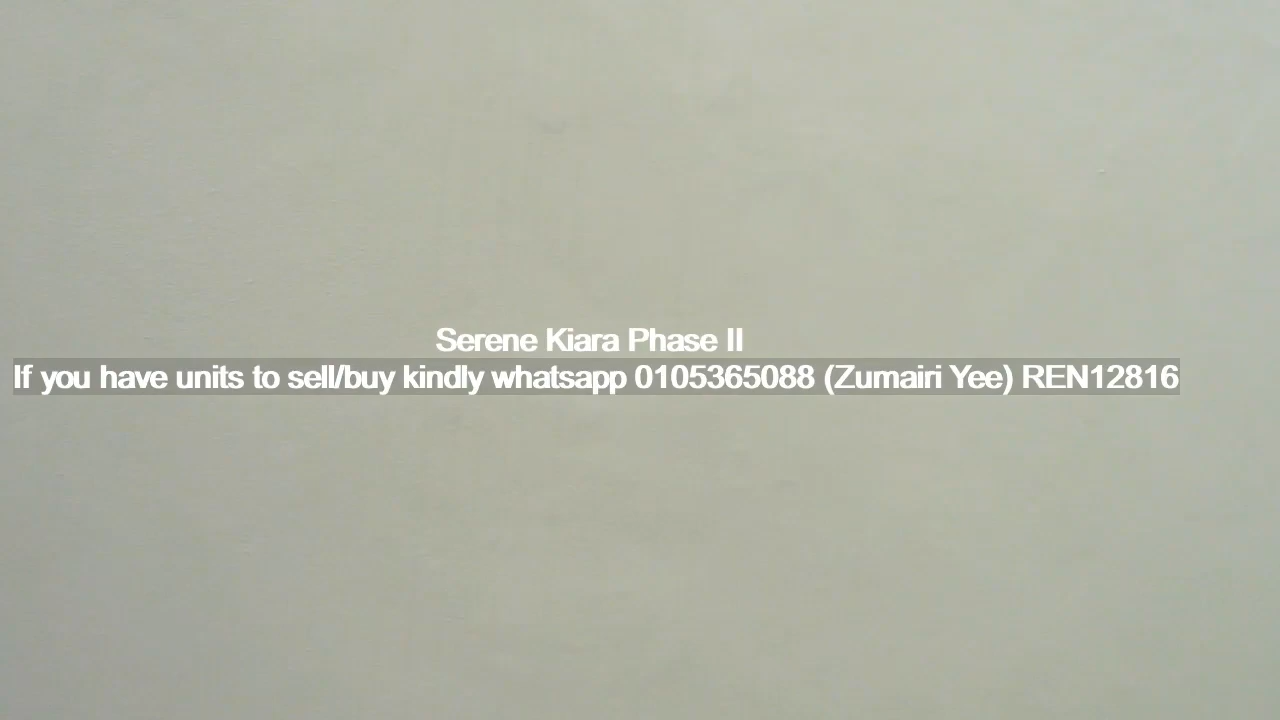 Serene Kiara Phase II
If you have units to sell/buy kindly whatsapp 0105365088 (Zumairi Yee) REN12816